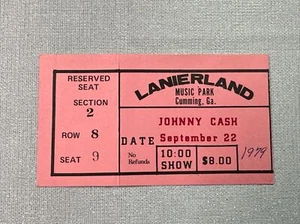 RESERVED
SEAT
SECTION
2
ROW 8
SEAT 9
LANIERLAND
MUSIC PARK
Cumming, Ga.
JOHNNY CASH
DATE September 22
1979
No
Refunds
10:00
SHOW
$8.00